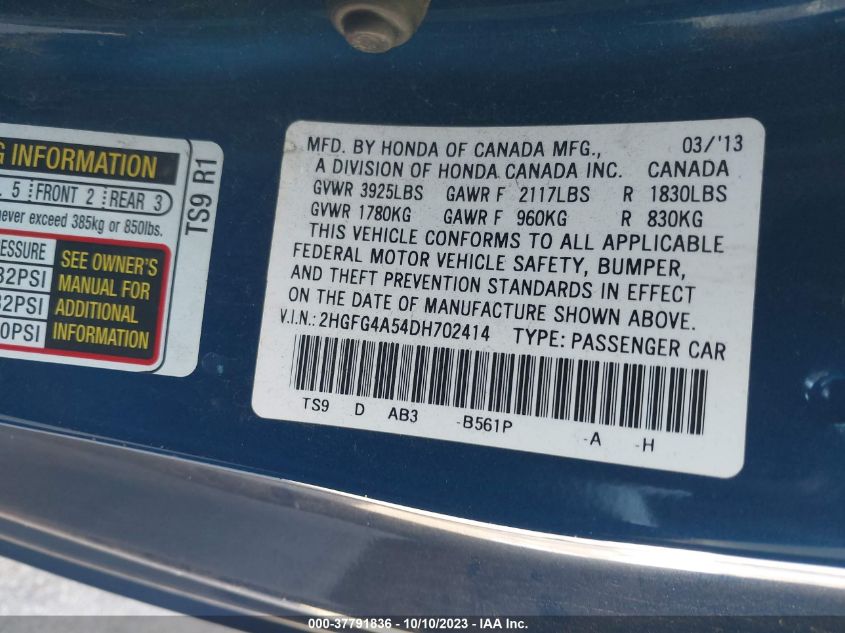 G INFORMATION
. 5 FRONT 2 REAR 3
never exceed 385kg or 850lbs.
TS9 R1
SEE OWNER'S
MANUAL FOR
ADDITIONAL
INFORMATION
32PSI
32PSI
0PSI
MFD. BY HONDA OF CANADA MFG., 03/'13
A DIVISION OF HONDA CANADA INC. CANADA
GVWR 3925LBS GAWR F 2117LBS R 1830LBS
GVWR 1780KG GAWR F 960KG R 830KG
THIS VEHICLE CONFORMS TO ALL APPLICABLE
FEDERAL MOTOR VEHICLE SAFETY, BUMPER,
AND THEFT PREVENTION STANDARDS IN EFFECT
ON THE DATE OF MANUFACTURE SHOWN ABOVE.
V.I.N.: 2HGFG4A54DH702414 TYPE: PASSENGER CAR
TS9 D AB3 -B561P -A -H
000-37791836 - 10/10/2023 - IAA Inc.